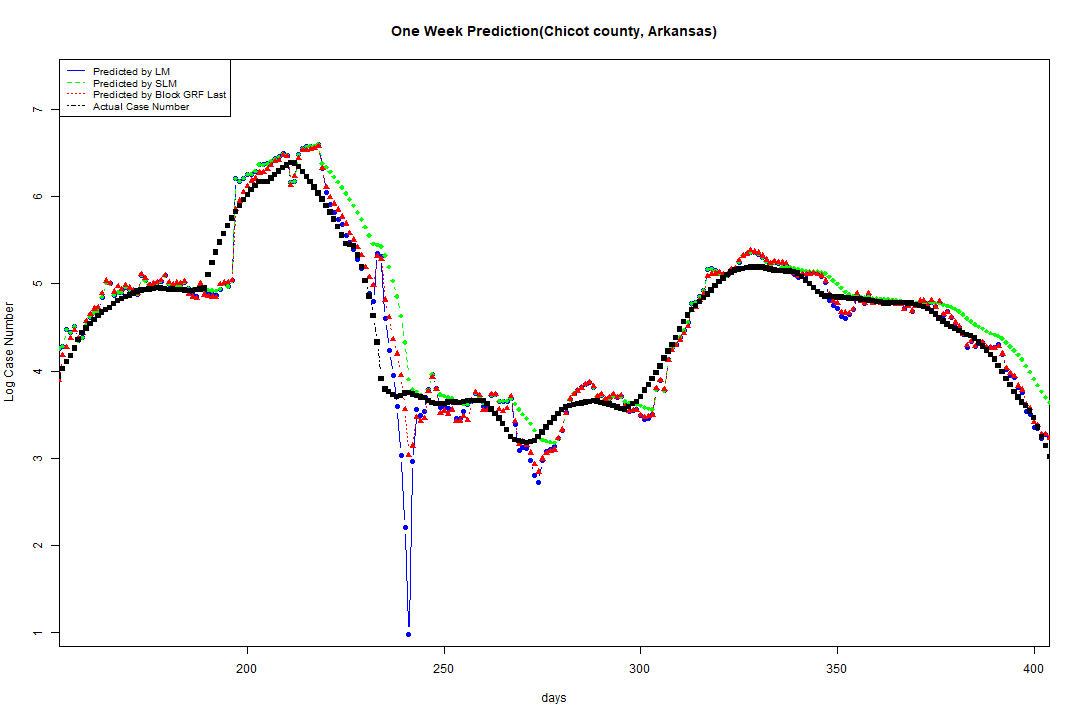 One Week Prediction(Chicot county, Arkansas)
Predicted by LM
Predicted by SLM
Predicted by Block GRF Last
Actual Case Number
7
6
5
4
3
2
1
Log Case Number
200 250 300 350 400
days